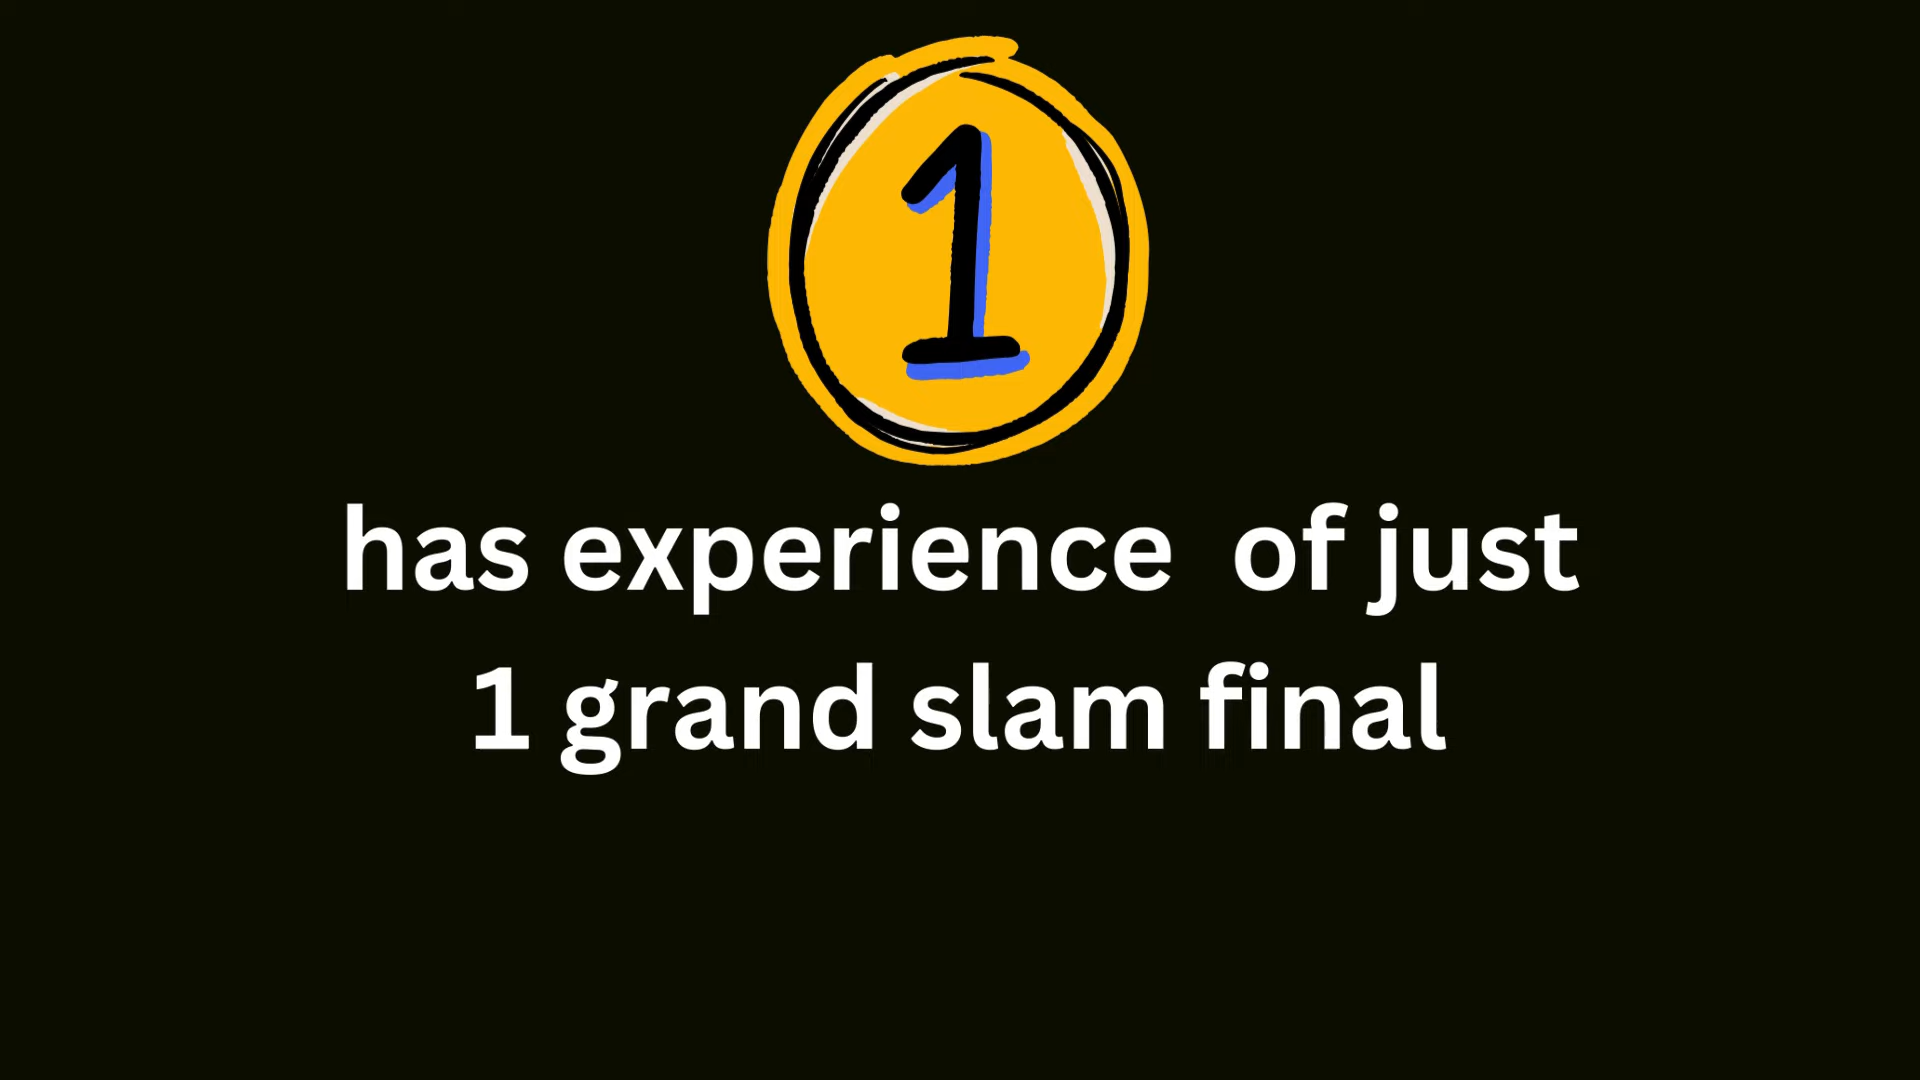 1
has experience  of just
1 grand slam final